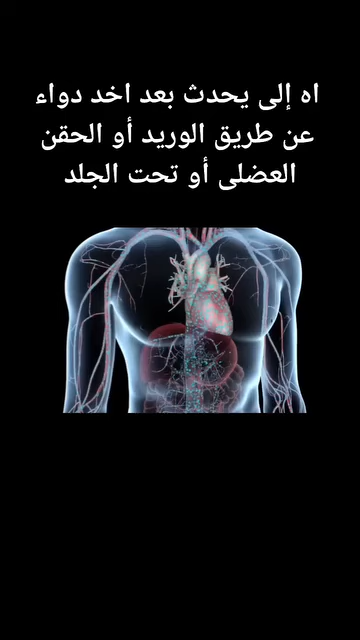 اه إلى يحدث بعد اخد دواء
عن طريق الوريد أو الحقن
العضلى أو تحت الجلد